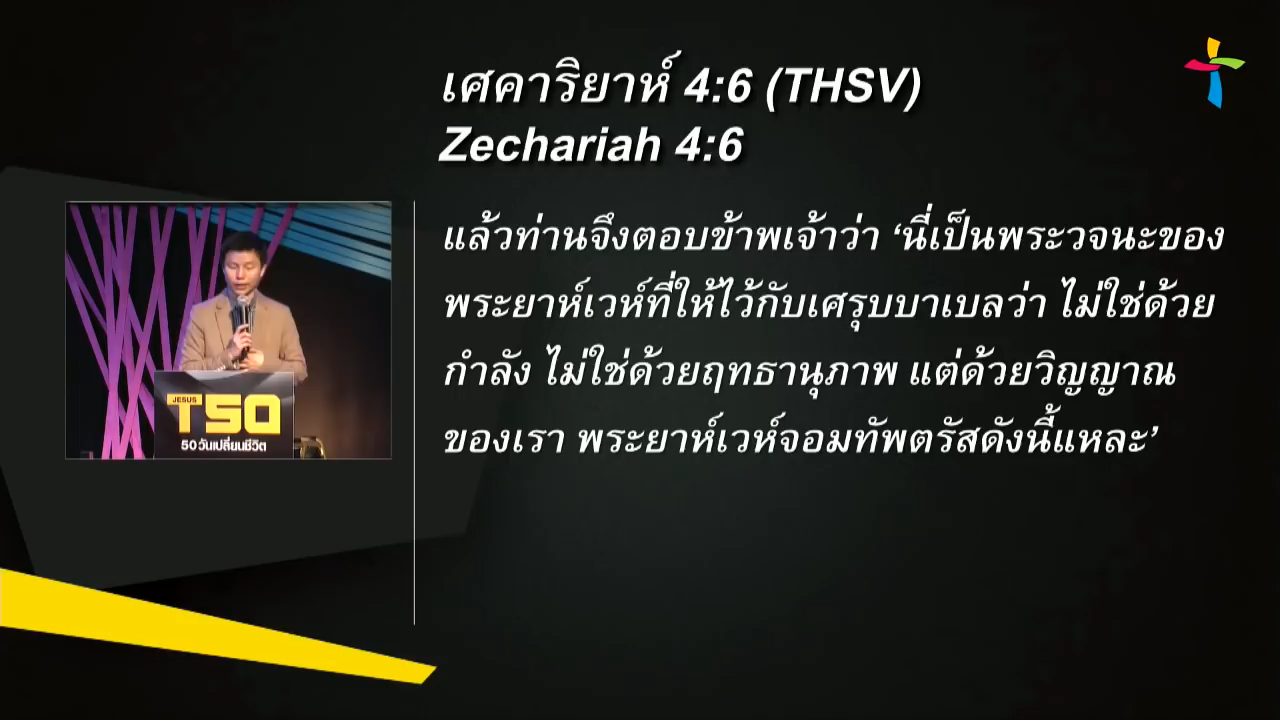 เศคาริยาห์ 4:6 (THSV)
Zechariah 4:6
แล้วท่านจึงตอบข้าพเจ้าว่า ‘นี่เป็นพระวจนะของ
พระยาห์เวห์ที่ให้ไว้กับเศรุบบาเบลว่า ไม่ใช่ด้วย
กำลัง ไม่ใช่ด้วยฤทธานุภาพ แต่ด้วยวิญญาณ
ของเรา พระยาห์เวห์จอมทัพตรัสดังนี้แหละ’
JESUS
T50
50 วันเปลี่ยนชีวิต